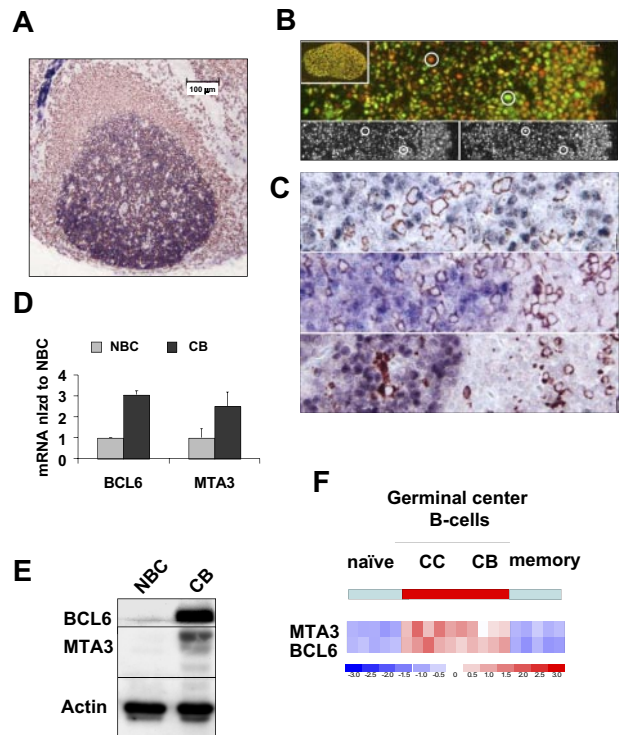 A
100 µm
B
C
D
NBC CB
mRNA nlzd to NBC
4
3
2
1
0
BCL6 MTA3
E
NBC CB
BCL6
MTA3
Actin
F
Germinal center
B-cells
naïve CC CB memory
MTA3
BCL6
-3.0 -2.5 -2.0 -1.5 -1.0 -0.5 0 0.5 1.0 1.5 2.0 2.5 3.0